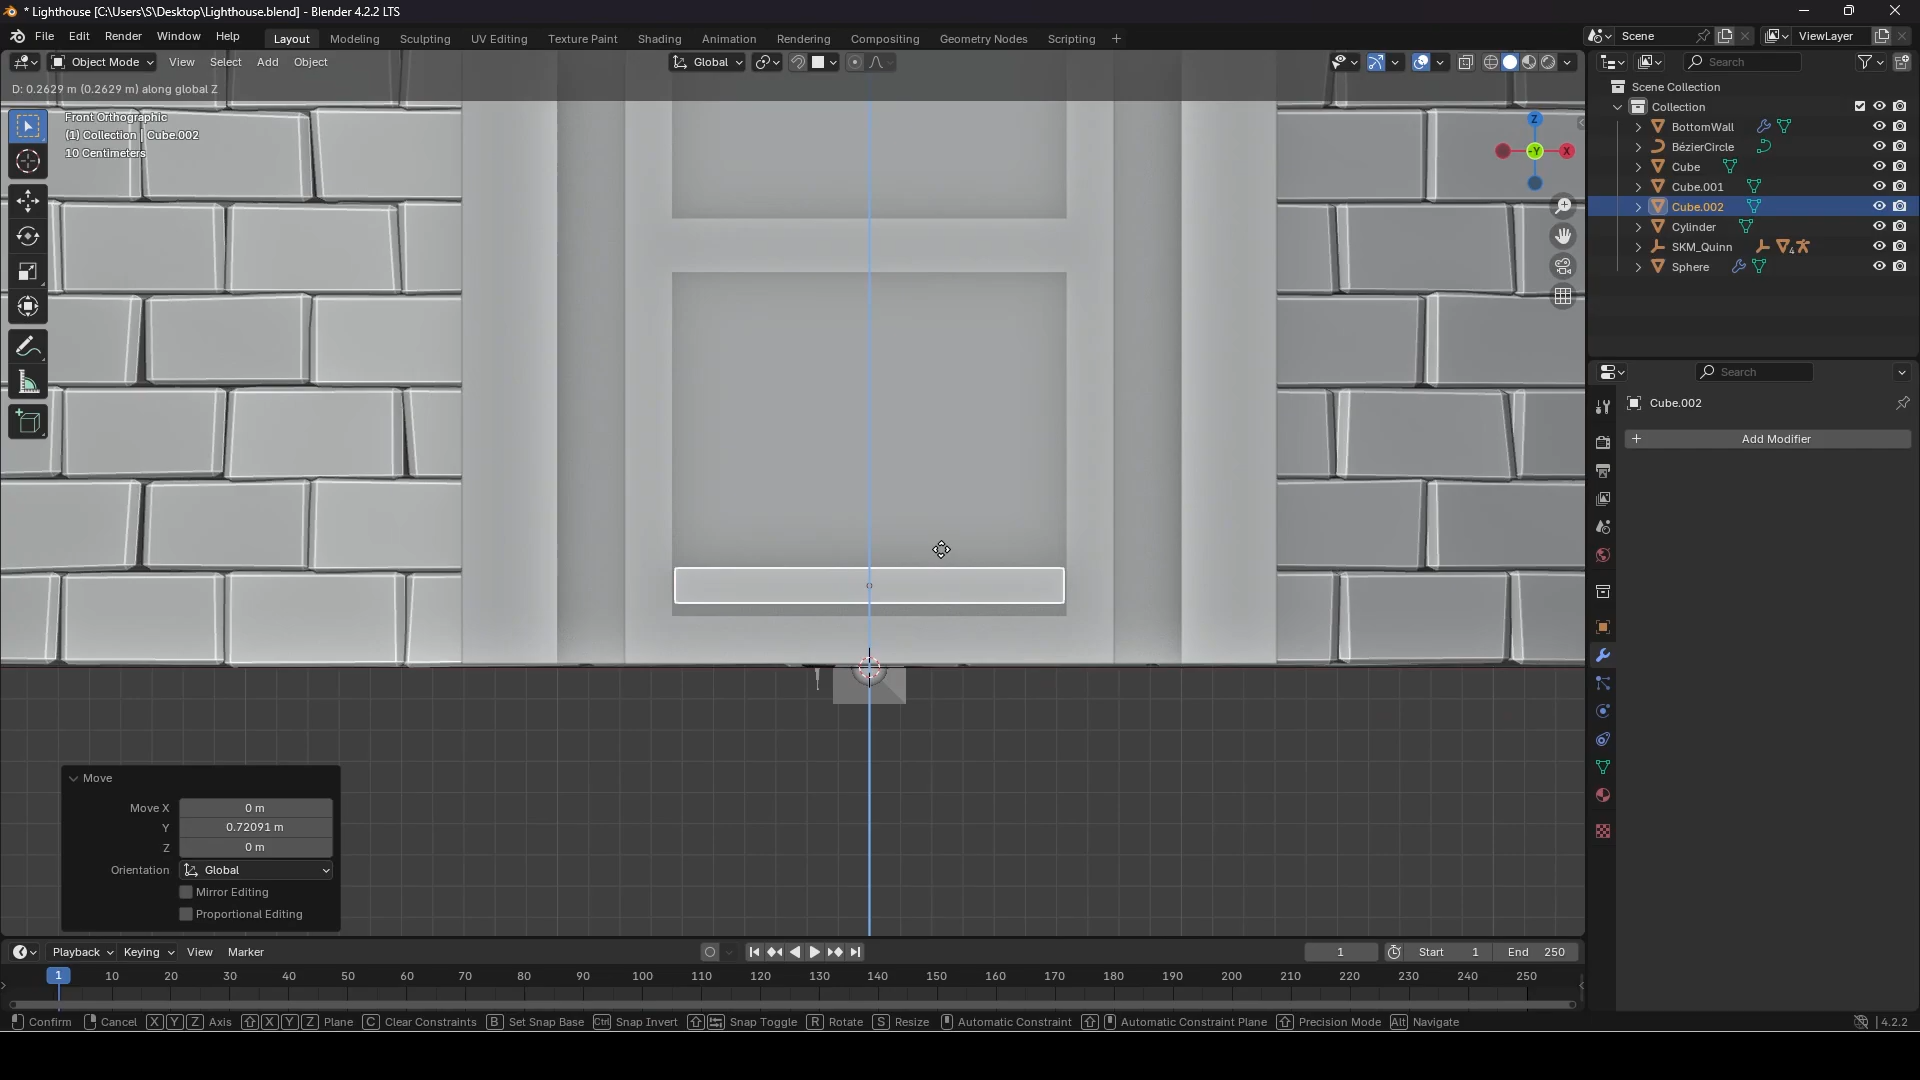 * Lighthouse [C:\Users\S\Desktop\Lighthouse.blend] - Blender 4.2.2 LTS
File Edit Render Window Help Layout Modeling Sculpting UV Editing Texture Paint Shading Animation Rendering Compositing Geometry Nodes Scripting + Scene ViewLayer
Object Mode View Select Add Object Global Search
D: 0.2629 m (0.2629 m) along global Z
Front Orthographic
(1) Collection | Cube.002
10 Centimeters
Z
-Y X
Scene Collection
Collection
BottomWall
BézierCircle
Cube
Cube.001
Cube.002
Cylinder
SKM_Quinn 4
Sphere
Search
Cube.002
+ Add Modifier
Move
Move X 0 m
Y 0.72091 m
Z 0 m
Orientation Global
Mirror Editing
Proportional Editing
Playback Keying View Marker 1 Start 1 End 250
1 10 20 30 40 50 60 70 80 90 100 110 120 130 140 150 160 170 180 190 200 210 220 230 240 250
Confirm Cancel X Y Z Axis X Y Z Plane C Clear Constraints B Set Snap Base Ctrl Snap Invert Snap Toggle R Rotate S Resize Automatic Constraint Automatic Constraint Plane Precision Mode Alt Navigate 4.2.2